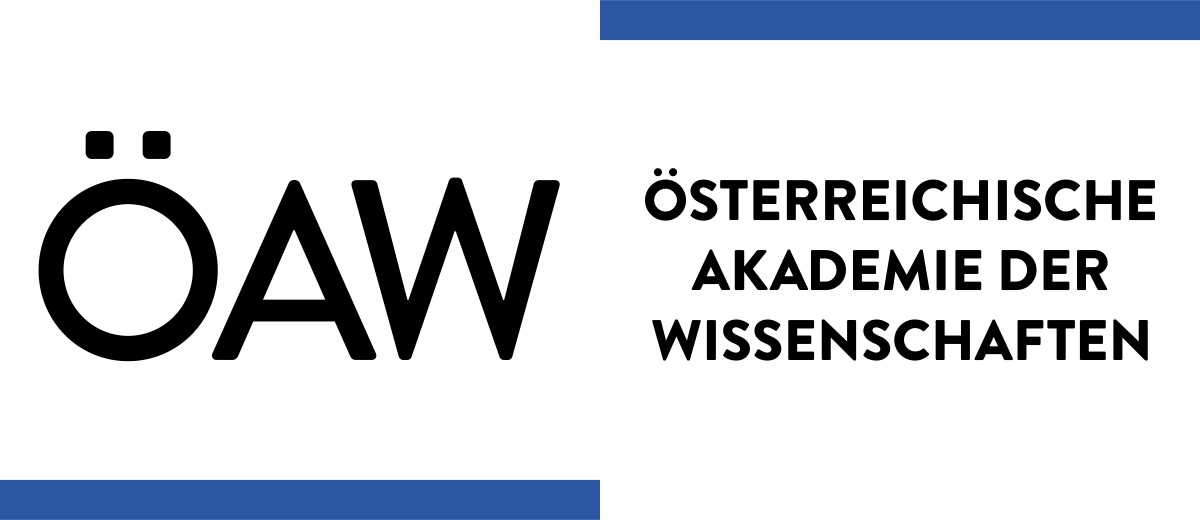 ÖAW
ÖSTERREICHISCHE
AKADEMIE DER
WISSENSCHAFTEN